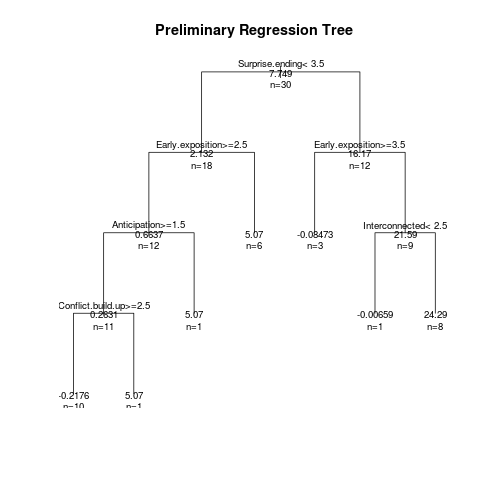 Preliminary Regression Tree
Surprise.ending< 3.5
7.749
n=30
Early.exposition>=2.5
2.132
n=18
Early.exposition>=3.5
16.17
n=12
Anticipation>=1.5
0.6637
n=12
5.07
n=6
-0.08473
n=3
Interconnected< 2.5
21.59
n=9
Conflict.build.up>=2.5
0.2631
n=11
5.07
n=1
-0.00659
n=1
24.29
n=8
-0.2176
n=10
5.07
n=1